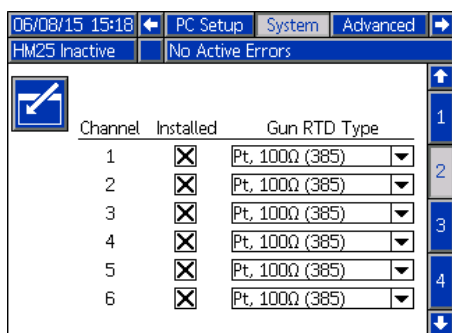 06/08/15 15:18 PC Setup System Advanced
HM25 Inactive No Active Errors
Channel Installed Gun RTD Type
1 Pt, 100Ω (385)
2 Pt, 100Ω (385)
3 Pt, 100Ω (385)
4 Pt, 100Ω (385)
5 Pt, 100Ω (385)
6 Pt, 100Ω (385)
1
2
3
4